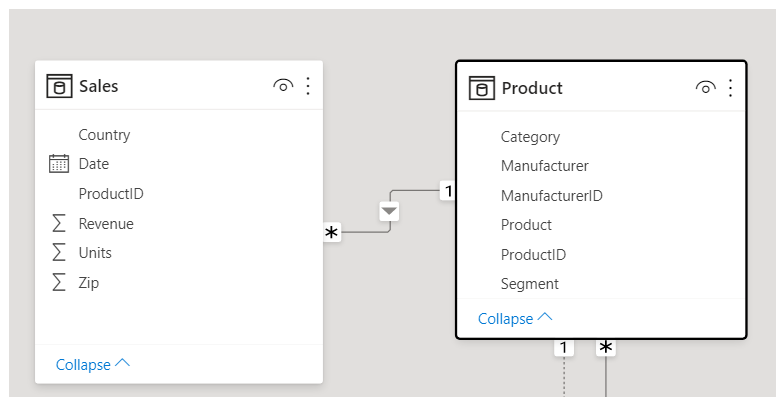 Sales
Country
Date
ProductID
Revenue
Units
Zip
Collapse
*
1
Product
Category
Manufacturer
ManufacturerID
Product
ProductID
Segment
Collapse
1
*